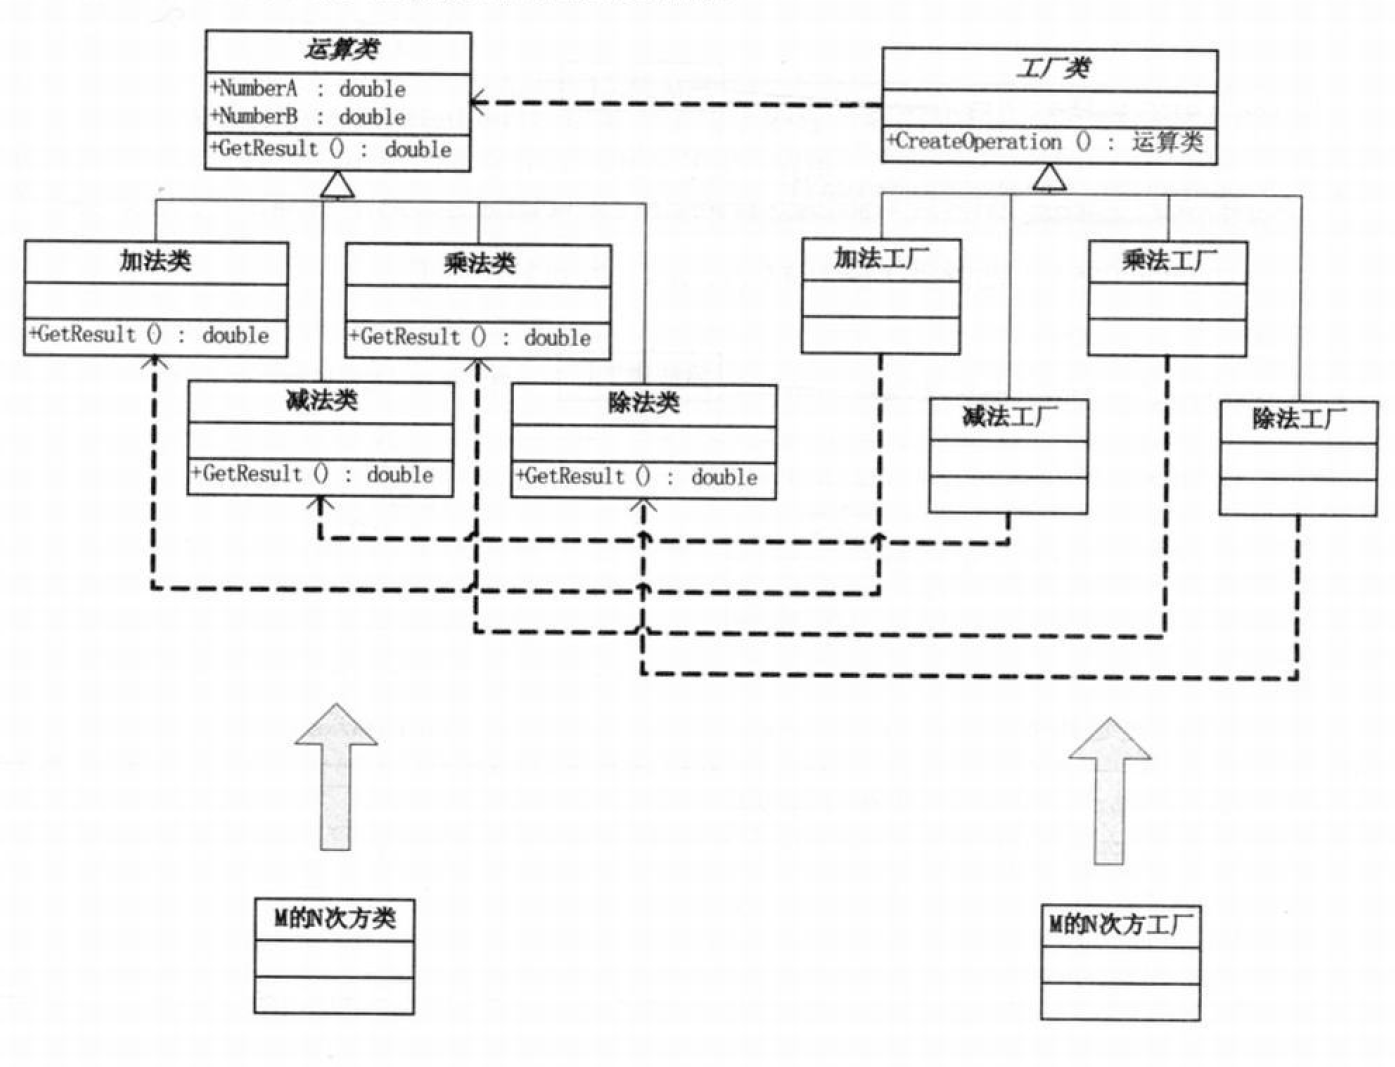 运算类
+NumberA : double
+NumberB : double
+GetResult () : double
工厂类
+CreateOperation () : 运算类
加法类
+GetResult () : double
乘法类
+GetResult () : double
减法类
+GetResult () : double
除法类
+GetResult () : double
加法工厂
乘法工厂
减法工厂
除法工厂
M的N次方类
M的N次方工厂